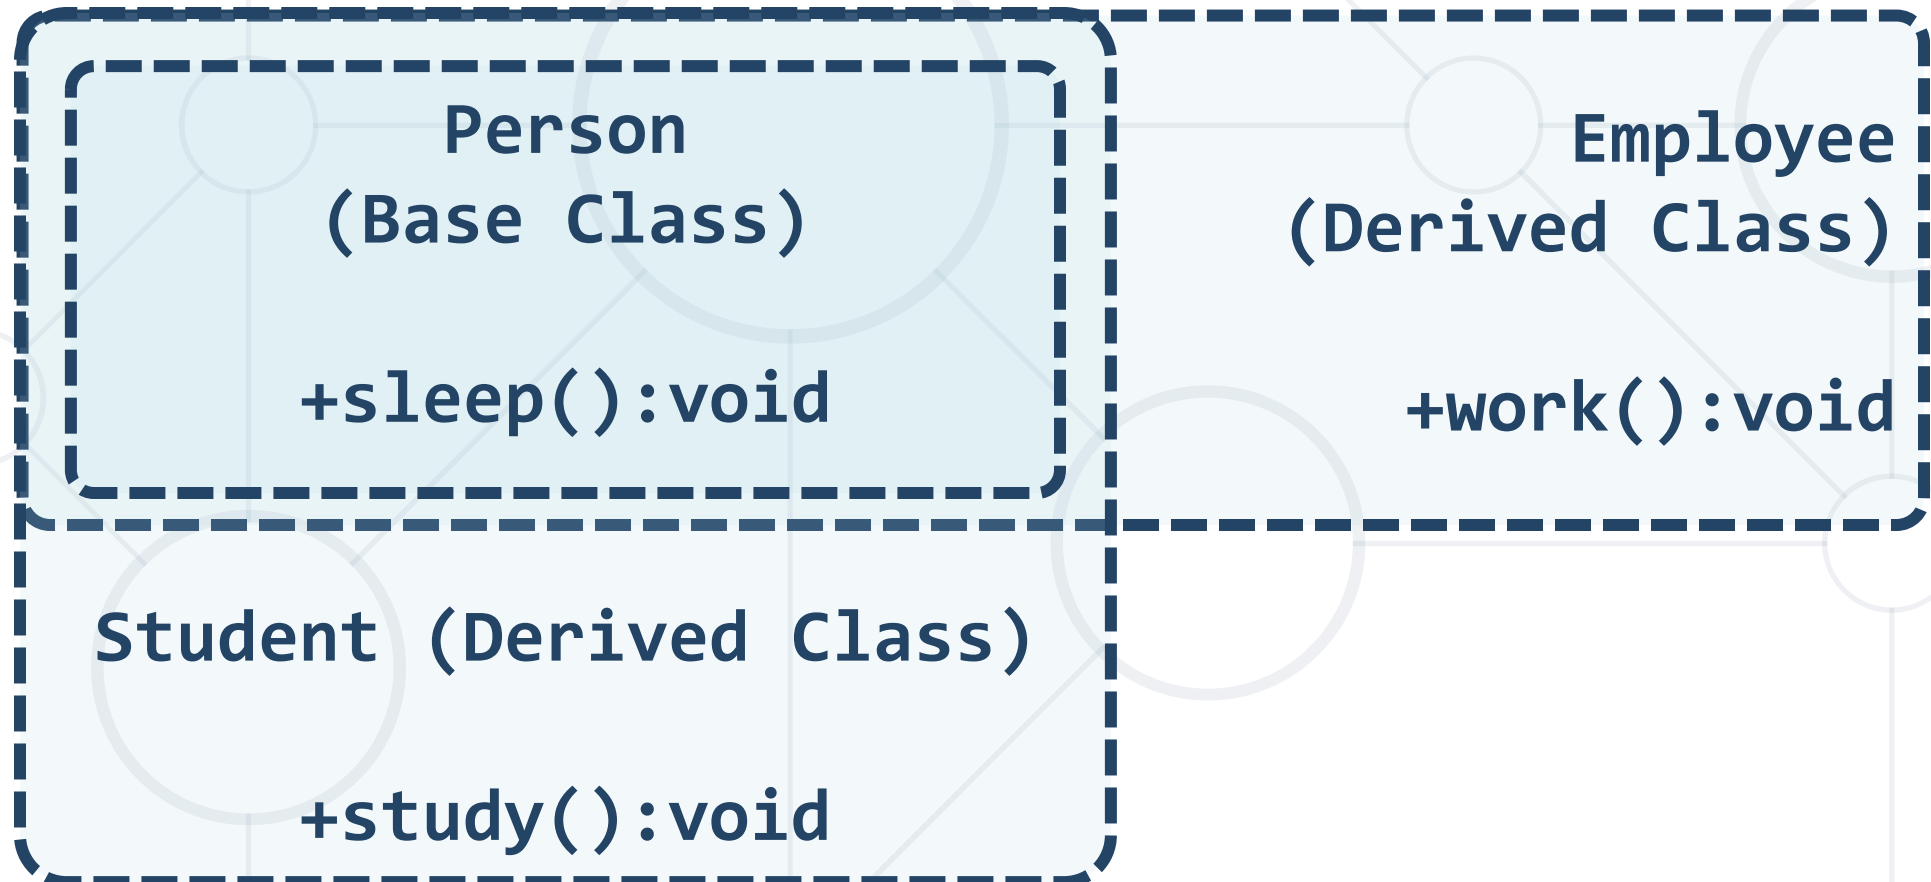 Person
(Base Class)
+sleep():void
Employee
(Derived Class)
+work():void
Student (Derived Class)
+study():void